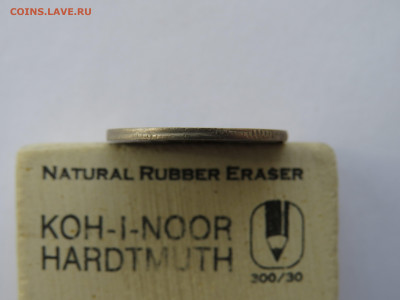 COINS.LAVE.RU
NATURAL RUBBER ERASER
KOH-I-NOOR
HARDTMUTH
300/30